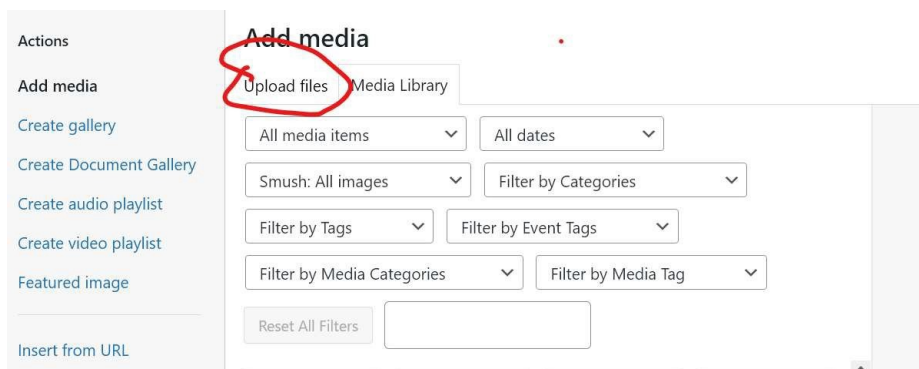 Actions
Add media
Create gallery
Create Document Gallery
Create audio playlist
Create video playlist
Featured image
Insert from URL
Add media
Upload files Media Library
All media items All dates
Smush: All images Filter by Categories
Filter by Tags Filter by Event Tags
Filter by Media Categories Filter by Media Tag
Reset All Filters